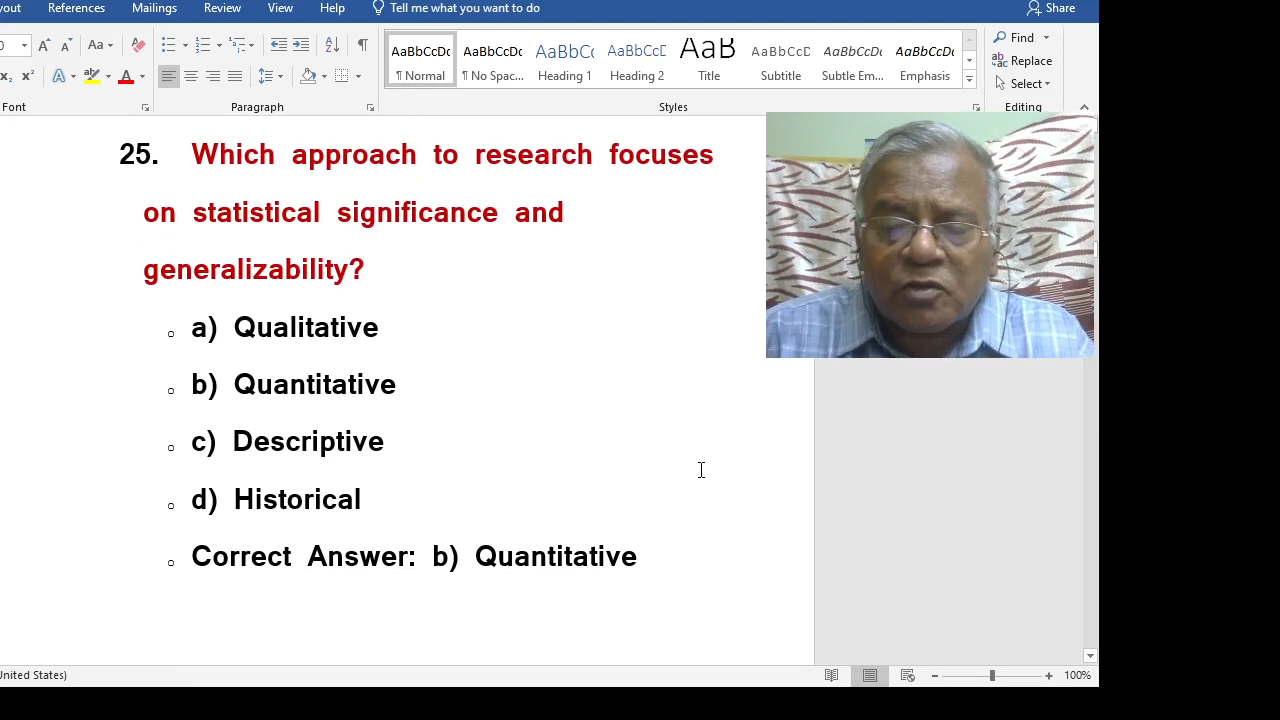 yout References Mailings Review View Help Tell me what you want to do Share
Aa AaBbCcDc AaBbCcDc AaBbCc AaBbCcD AaB AaBbCcD AaBbCcDc AaBbCcDc Find
Replace
¶ Normal ¶ No Spac... Heading 1 Heading 2 Title Subtitle Subtle Em... Emphasis Select
Font Paragraph Styles Editing
25. Which approach to research focuses
on statistical significance and
generalizability?
a) Qualitative
b) Quantitative
c) Descriptive
d) Historical
Correct Answer: b) Quantitative
United States) 100%